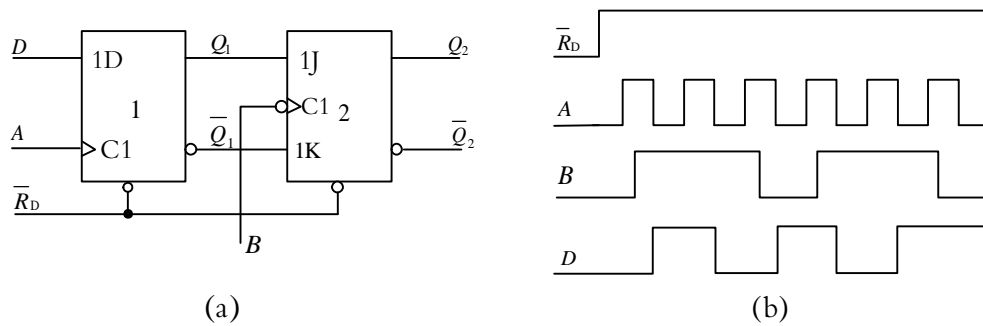 D
1D
Q₁
1J
Q₂
C1
1
2
A
C1
Q̅₁
1K
Q̅₂
R̅D
B
(a)
R̅D
A
B
D
(b)